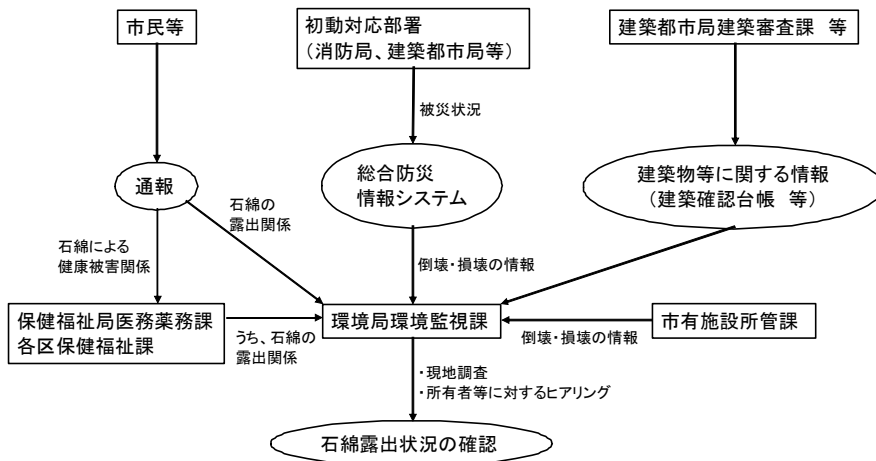 市民等
初動対応部署
（消防局、建築都市局等）
建築都市局建築審査課　等
被災状況
通報
総合防災
情報システム
建築物等に関する情報
（建築確認台帳　等）
石綿の
露出関係
石綿による
健康被害関係
倒壊・損壊の情報
保健福祉局医務薬務課
各区保健福祉課
うち、石綿の
露出関係
環境局環境監視課
倒壊・損壊の情報
市有施設所管課
・現地調査
・所有者等に対するヒアリング
石綿露出状況の確認